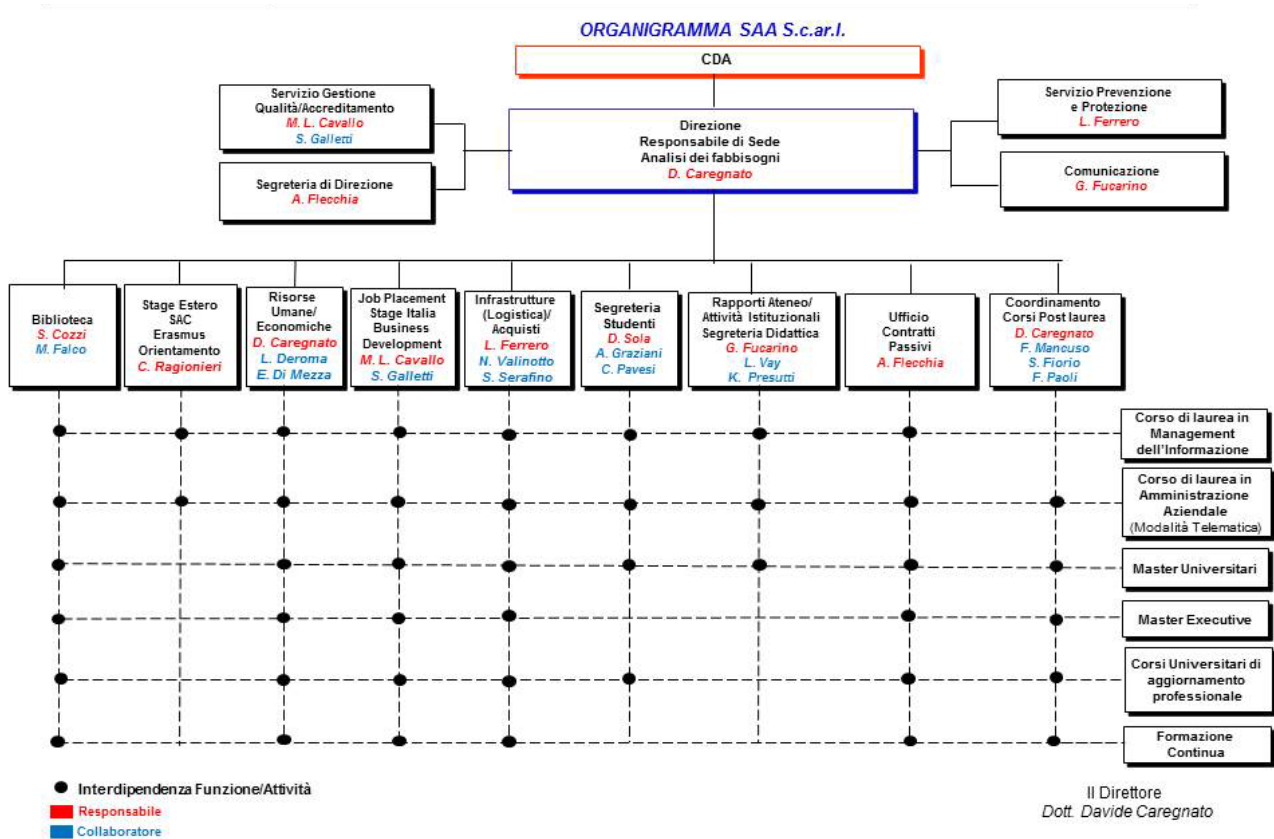 ORGANIGRAMMA SAA S.c.ar.l.
CDA
Servizio Gestione
Qualità/Accreditamento
M. L. Cavallo
S. Galletti
Segreteria di Direzione
A. Flecchia
Direzione
Responsabile di Sede
Analisi dei fabbisogni
D. Caregnato
Servizio Prevenzione
e Protezione
L. Ferrero
Comunicazione
G. Fucarino
Biblioteca
S. Cozzi
M. Falco
Stage Estero
SAC
Erasmus
Orientamento
C. Ragionieri
Risorse
Umane/
Economiche
D. Caregnato
L. Deroma
E. Di Mezza
Job Placement
Stage Italia
Business
Development
M. L. Cavallo
S. Galletti
Infrastrutture
(Logistica)/
Acquisti
L. Ferrero
N. Valinotto
S. Serafino
Segreteria
Studenti
D. Sola
A. Graziani
C. Pavesi
Rapporti Ateneo/
Attività Istituzionali
Segreteria Didattica
G. Fucarino
L. Vay
K. Presutti
Ufficio
Contratti
Passivi
A. Flecchia
Coordinamento
Corsi Post laurea
D. Caregnato
F. Mancuso
S. Fiorio
F. Paoli
Corso di laurea in
Management
dell'Informazione
Corso di laurea in
Amministrazione
Aziendale
(Modalità Telematica)
Master Universitari
Master Executive
Corsi Universitari di
aggiornamento
professionale
Formazione
Continua
Interdipendenza Funzione/Attività
Responsabile
Collaboratore
Il Direttore
Dott. Davide Caregnato